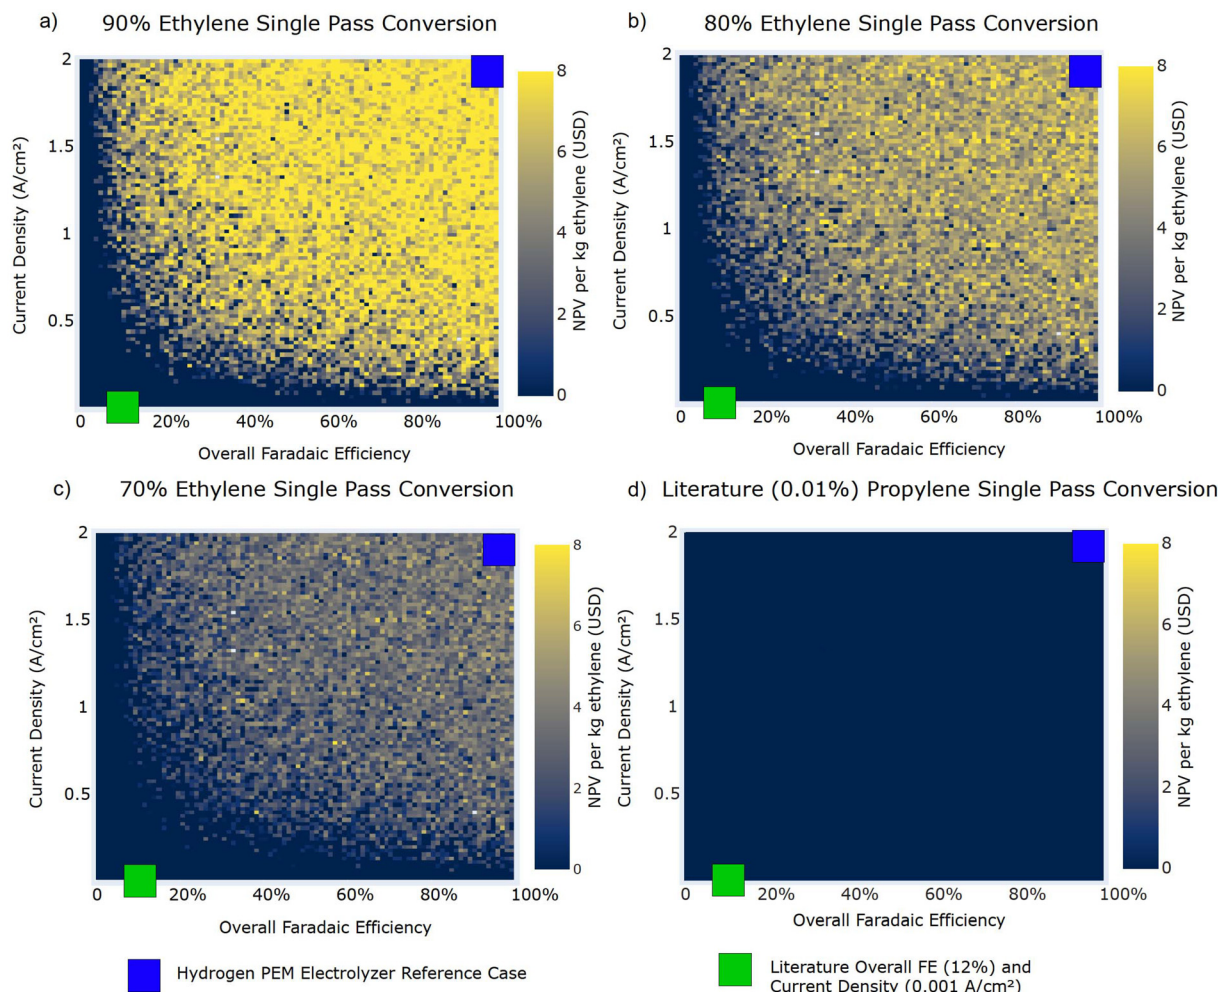 a) 90% Ethylene Single Pass Conversion
2
1.5
1
0.5
Current Density (A/cm²)
0 20% 40% 60% 80% 100%
Overall Faradaic Efficiency
8
6
4
2
0
NPV per kg ethylene (USD)
b) 80% Ethylene Single Pass Conversion
2
1.5
1
0.5
Current Density (A/cm²)
0 20% 40% 60% 80% 100%
Overall Faradaic Efficiency
8
6
4
2
0
NPV per kg ethylene (USD)
c) 70% Ethylene Single Pass Conversion
2
1.5
1
0.5
Current Density (A/cm²)
0 20% 40% 60% 80% 100%
Overall Faradaic Efficiency
8
6
4
2
0
NPV per kg ethylene (USD)
d) Literature (0.01%) Propylene Single Pass Conversion
2
1.5
1
0.5
Current Density (A/cm²)
0 20% 40% 60% 80% 100%
Overall Faradaic Efficiency
8
6
4
2
0
NPV per kg ethylene (USD)
Hydrogen PEM Electrolyzer Reference Case
Literature Overall FE (12%) and
Current Density (0.001 A/cm²)